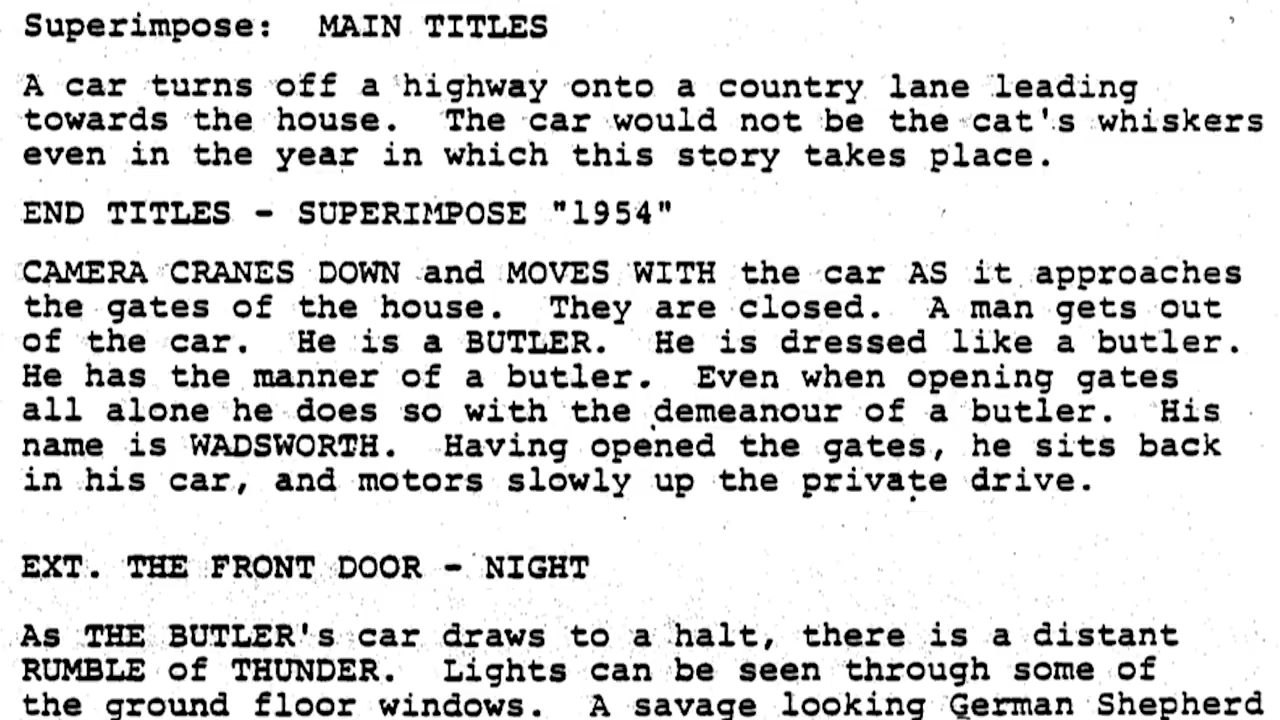 Superimpose:  MAIN TITLES
A car turns off a highway onto a country lane leading
towards the house.  The car would not be the cat's whiskers
even in the year in which this story takes place.
END TITLES - SUPERIMPOSE "1954"
CAMERA CRANES DOWN and MOVES WITH the car AS it approaches
the gates of the house.  They are closed.  A man gets out
of the car.  He is a BUTLER.  He is dressed like a butler.
He has the manner of a butler.  Even when opening gates
all alone he does so with the demeanour of a butler.  His
name is WADSWORTH.  Having opened the gates, he sits back
in his car, and motors slowly up the private drive.
EXT. THE FRONT DOOR - NIGHT
As THE BUTLER's car draws to a halt, there is a distant
RUMBLE of THUNDER.  Lights can be seen through some of
the ground floor windows.  A savage looking German Shepherd